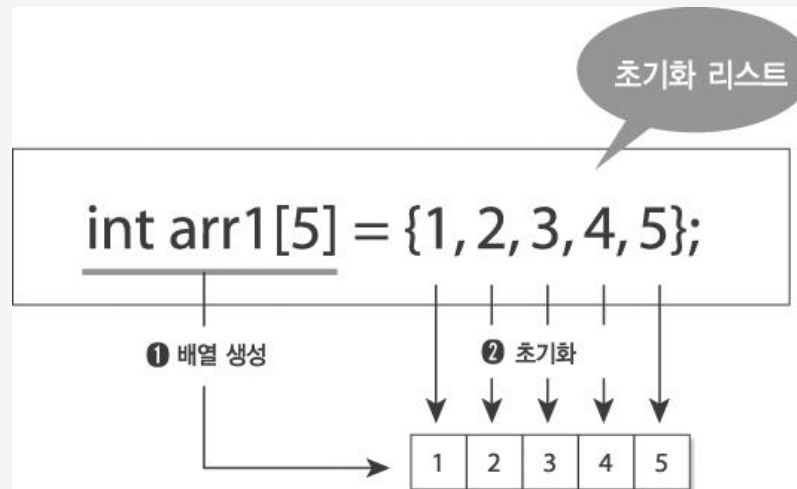 초기화 리스트
int arr1[5] = {1, 2, 3, 4, 5};
❶ 배열 생성
❷ 초기화
1 2 3 4 5